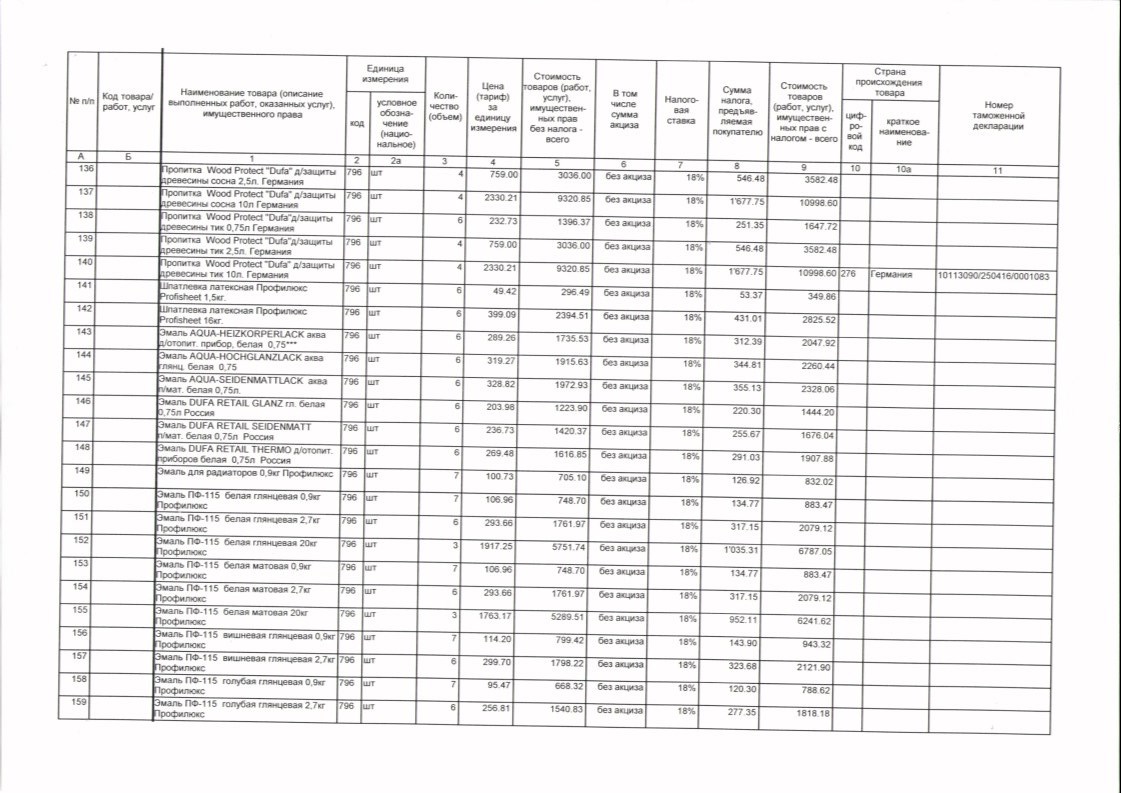 № п/п | Код товара/ работ, услуг | Наименование товара (описание выполненных работ, оказанных услуг), имущественного права | Единица измерения | Коли-чество (объем) | Цена (тариф) за единицу измерения | Стоимость товаров (работ, услуг), имуществен-ных прав без налога - всего | В том числе сумма акциза | Налого-вая ставка | Сумма налога, предъяв-ляемая покупателю | Стоимость товаров (работ, услуг), имуществен-ных прав с налогом - всего | Страна происхождения товара | Номер таможенной декларации
код | условное обозна-чение (нацио-нальное) | циф-ро-вой код | краткое наименова-ние
А | Б | 1 | 2 | 2а | 3 | 4 | 5 | 6 | 7 | 8 | 9 | 10 | 10а | 11
136 | Пропитка Wood Protect "Dufa" д/защиты древесины сосна 2,5л. Германия | 796 | шт | 4 | 759.00 | 3036.00 | без акциза | 18% | 546.48 | 3582.48
137 | Пропитка Wood Protect "Dufa" д/защиты древесины сосна 10л Германия | 796 | шт | 4 | 2330.21 | 9320.85 | без акциза | 18% | 1'677.75 | 10998.60
138 | Пропитка Wood Protect "Dufa"д/защиты древесины тик 0,75л Германия | 796 | шт | 6 | 232.73 | 1396.37 | без акциза | 18% | 251.35 | 1647.72
139 | Пропитка Wood Protect "Dufa"д/защиты древесины тик 2,5л. Германия | 796 | шт | 4 | 759.00 | 3036.00 | без акциза | 18% | 546.48 | 3582.48
140 | Пропитка Wood Protect "Dufa" д/защиты древесины тик 10л. Германия | 796 | шт | 4 | 2330.21 | 9320.85 | без акциза | 18% | 1'677.75 | 10998.60 | 276 | Германия | 10113090/250416/0001083
141 | Шпатлевка латексная Профилюкс Profisheet 1,5кг. | 796 | шт | 6 | 49.42 | 296.49 | без акциза | 18% | 53.37 | 349.86
142 | Шпатлевка латексная Профилюкс Profisheet 16кг. | 796 | шт | 6 | 399.09 | 2394.51 | без акциза | 18% | 431.01 | 2825.52
143 | Эмаль AQUA-HEIZKORPERLACK аква д/отопит. прибор, белая 0,75*** | 796 | шт | 6 | 289.26 | 1735.53 | без акциза | 18% | 312.39 | 2047.92
144 | Эмаль AQUA-HOCHGLANZLACK аква глянц. белая 0,75 | 796 | шт | 6 | 319.27 | 1915.63 | без акциза | 18% | 344.81 | 2260.44
145 | Эмаль AQUA-SEIDENMATTLACK аква п/мат. белая 0,75л. | 796 | шт | 6 | 328.82 | 1972.93 | без акциза | 18% | 355.13 | 2328.06
146 | Эмаль DUFA RETAIL GLANZ гл. белая 0,75л Россия | 796 | шт | 6 | 203.98 | 1223.90 | без акциза | 18% | 220.30 | 1444.20
147 | Эмаль DUFA RETAIL SEIDENMATT п/мат. белая 0,75л Россия | 796 | шт | 6 | 236.73 | 1420.37 | без акциза | 18% | 255.67 | 1676.04
148 | Эмаль DUFA RETAIL THERMO д/отопит. приборов белая 0,75л Россия | 796 | шт | 6 | 269.48 | 1616.85 | без акциза | 18% | 291.03 | 1907.88
149 | Эмаль для радиаторов 0,9кг Профилюкс | 796 | шт | 7 | 100.73 | 705.10 | без акциза | 18% | 126.92 | 832.02
150 | Эмаль ПФ-115 белая глянцевая 0,9кг Профилюкс | 796 | шт | 7 | 106.96 | 748.70 | без акциза | 18% | 134.77 | 883.47
151 | Эмаль ПФ-115 белая глянцевая 2,7кг Профилюкс | 796 | шт | 6 | 293.66 | 1761.97 | без акциза | 18% | 317.15 | 2079.12
152 | Эмаль ПФ-115 белая глянцевая 20кг Профилюкс | 796 | шт | 3 | 1917.25 | 5751.74 | без акциза | 18% | 1'035.31 | 6787.05
153 | Эмаль ПФ-115 белая матовая 0,9кг Профилюкс | 796 | шт | 7 | 106.96 | 748.70 | без акциза | 18% | 134.77 | 883.47
154 | Эмаль ПФ-115 белая матовая 2,7кг Профилюкс | 796 | шт | 6 | 293.66 | 1761.97 | без акциза | 18% | 317.15 | 2079.12
155 | Эмаль ПФ-115 белая матовая 20кг Профилюкс | 796 | шт | 3 | 1763.17 | 5289.51 | без акциза | 18% | 952.11 | 6241.62
156 | Эмаль ПФ-115 вишневая глянцевая 0,9кг Профилюкс | 796 | шт | 7 | 114.20 | 799.42 | без акциза | 18% | 143.90 | 943.32
157 | Эмаль ПФ-115 вишневая глянцевая 2,7кг Профилюкс | 796 | шт | 6 | 299.70 | 1798.22 | без акциза | 18% | 323.68 | 2121.90
158 | Эмаль ПФ-115 голубая глянцевая 0,9кг Профилюкс | 796 | шт | 7 | 95.47 | 668.32 | без акциза | 18% | 120.30 | 788.62
159 | Эмаль ПФ-115 голубая глянцевая 2,7кг Профилюкс | 796 | шт | 6 | 256.81 | 1540.83 | без акциза | 18% | 277.35 | 1818.18